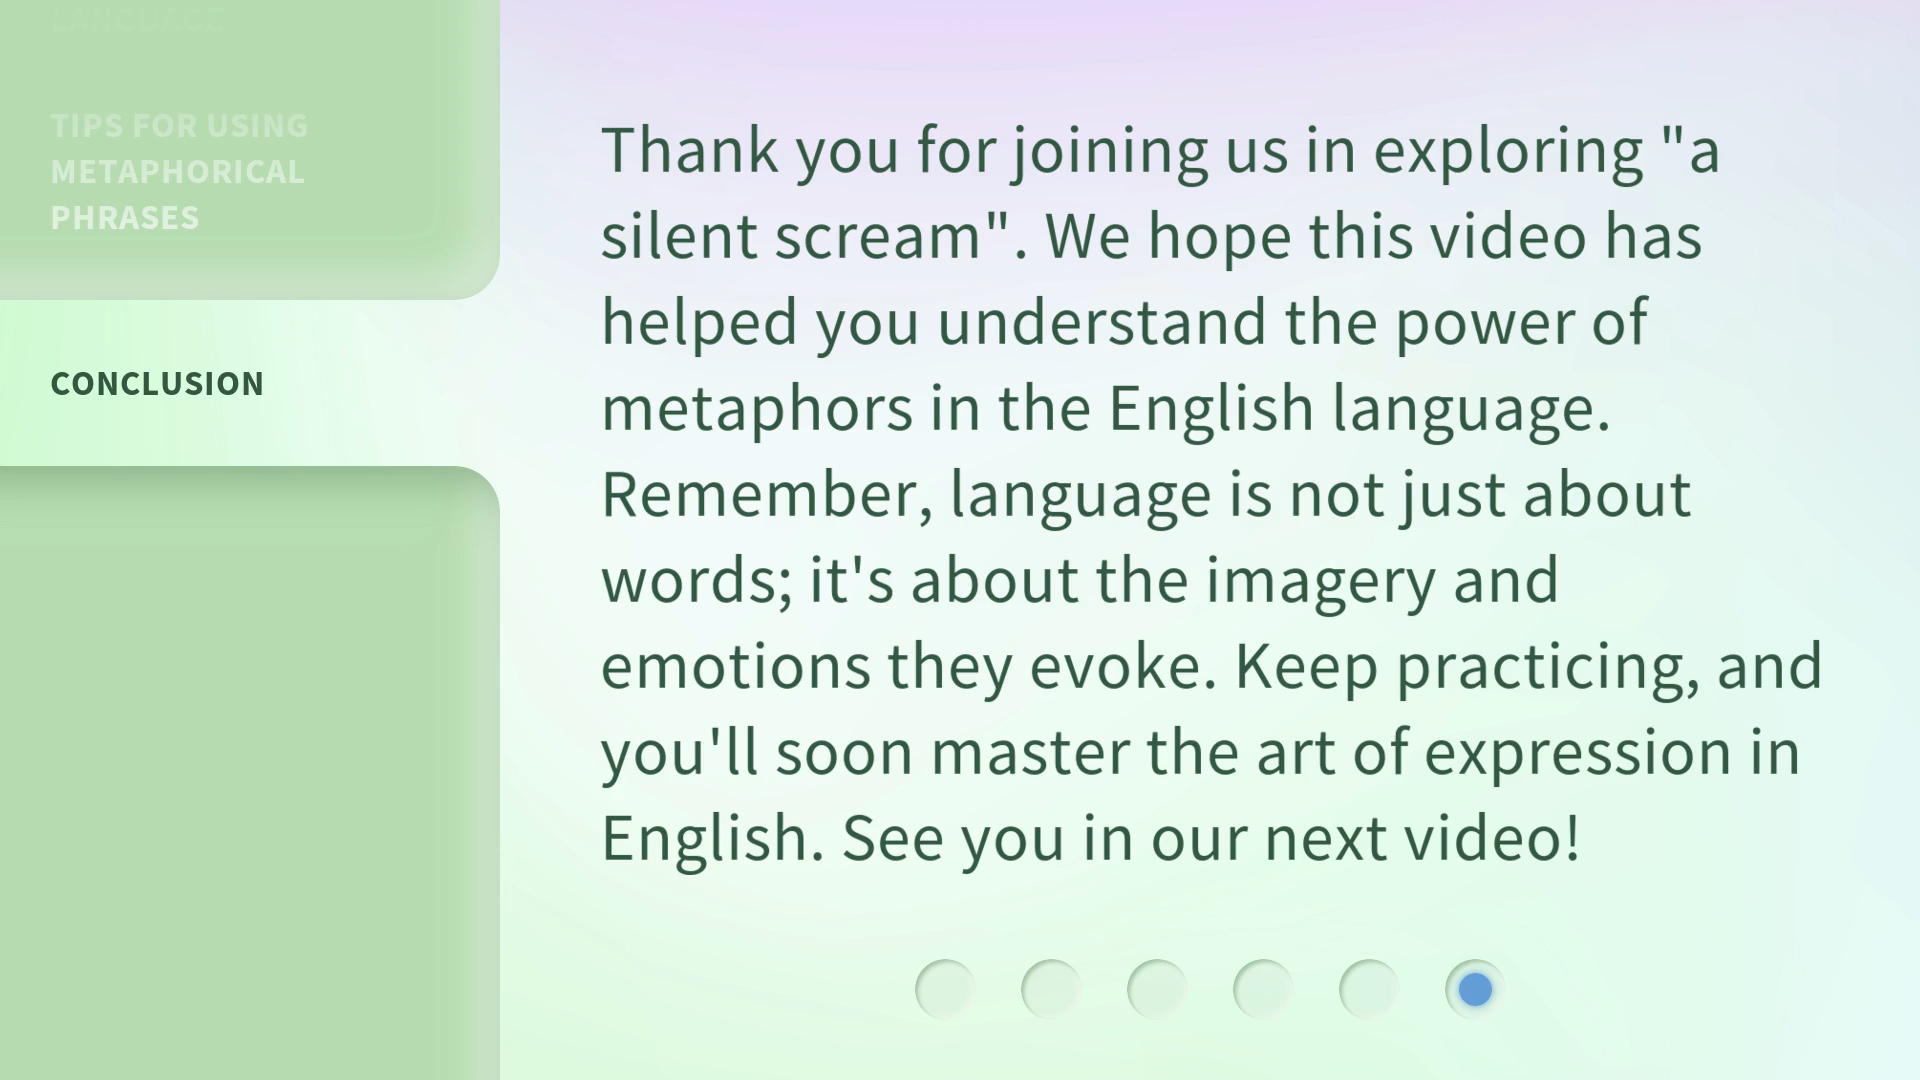 LANGUAGE
TIPS FOR USING
METAPHORICAL
PHRASES
CONCLUSION
Thank you for joining us in exploring "a
silent scream". We hope this video has
helped you understand the power of
metaphors in the English language.
Remember, language is not just about
words; it's about the imagery and
emotions they evoke. Keep practicing, and
you'll soon master the art of expression in
English. See you in our next video!